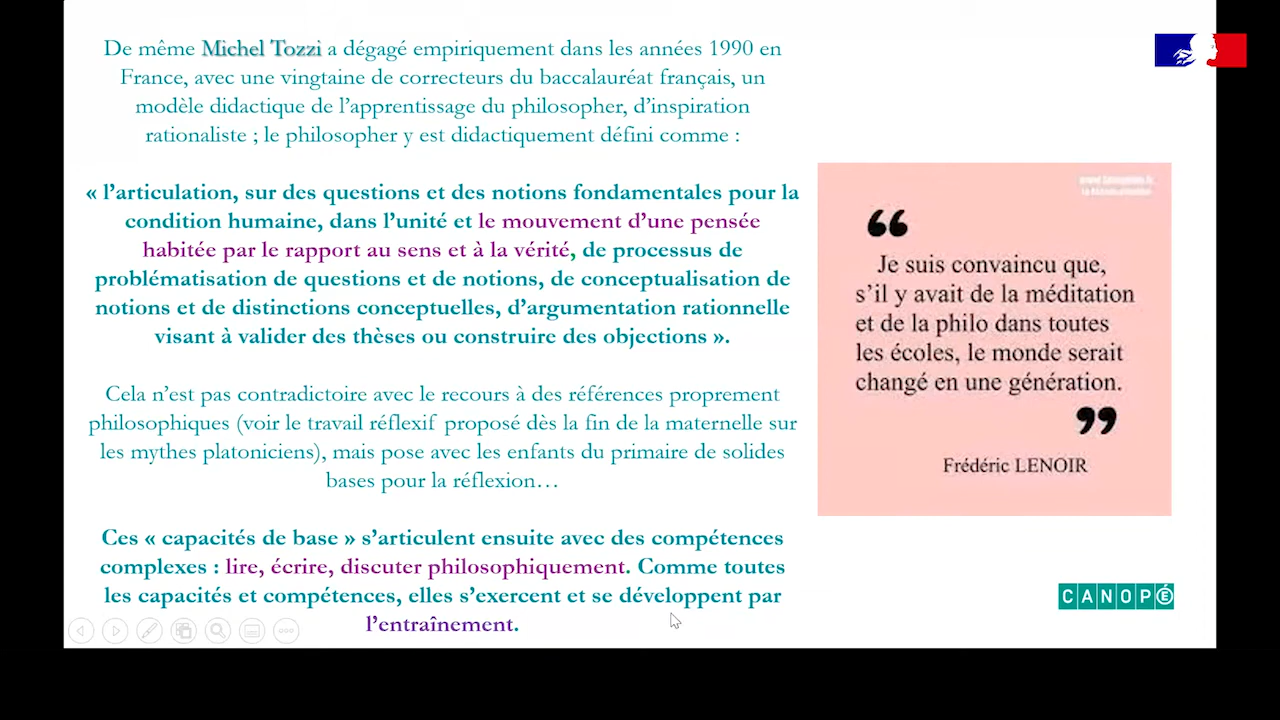 De même Michel Tozzi a dégagé empiriquement dans les années 1990 en
France, avec une vingtaine de correcteurs du baccalauréat français, un
modèle didactique de l'apprentissage du philosopher, d'inspiration
rationaliste ; le philosopher y est didactiquement défini comme :
« l'articulation, sur des questions et des notions fondamentales pour la
condition humaine, dans l'unité et le mouvement d'une pensée
habitée par le rapport au sens et à la vérité, de processus de
problématisation de questions et de notions, de conceptualisation de
notions et de distinctions conceptuelles, d'argumentation rationnelle
visant à valider des thèses ou construire des objections ».
Cela n'est pas contradictoire avec le recours à des références proprement
philosophiques (voir le travail réflexif proposé dès la fin de la maternelle sur
les mythes platoniciens), mais pose avec les enfants du primaire de solides
bases pour la réflexion…
Ces « capacités de base » s'articulent ensuite avec des compétences
complexes : lire, écrire, discuter philosophiquement. Comme toutes
les capacités et compétences, elles s'exercent et se développent par
l'entraînement.
“
Je suis convaincu que,
s'il y avait de la méditation
et de la philo dans toutes
les écoles, le monde serait
changé en une génération.
”
Frédéric LENOIR
CANOPÉ